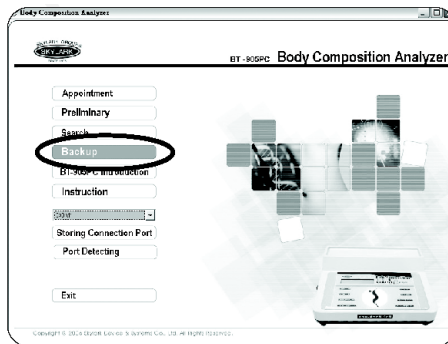 Body Composition Analyzer
SKYLARK
BT-905PC Body Composition Analyzer
Appointment
Preliminary
Search
Backup
BT-905PC Introduction
Instruction
Storing Connection Port
Port Detecting
Exit